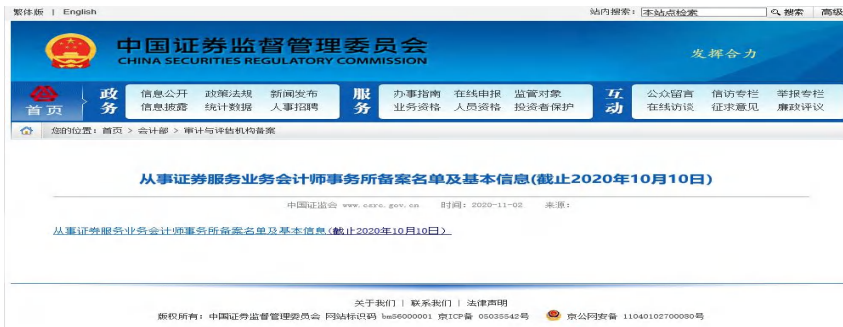 繁体版 | English
站内搜索: 本站点检索 搜索 高级
中国证券监督管理委员会
CHINA SECURITIES REGULATORY COMMISSION
发挥合力
首页 政务 信息公开 政策法规 新闻发布 服务 办事指南 在线申报 监管对象 互动 公众留言 信访专栏 举报专栏
信息披露 统计数据 人事招聘 业务资格 人员资格 投资者保护 在线访谈 征求意见 廉政评议
您的位置: 首页 > 会计部 > 审计与评估机构备案
从事证券服务业务会计师事务所备案名单及基本信息(截止2020年10月10日)
中国证监会 www.csrc.gov.cn 时间: 2020-11-02 来源:
从事证券服务业务会计师事务所备案名单及基本信息(截止2020年10月10日)
关于我们 | 联系我们 | 法律声明
版权所有: 中国证券监督管理委员会 网站标识码 bm56000001 京ICP备 05035542号 京公网安备 11040102700080号